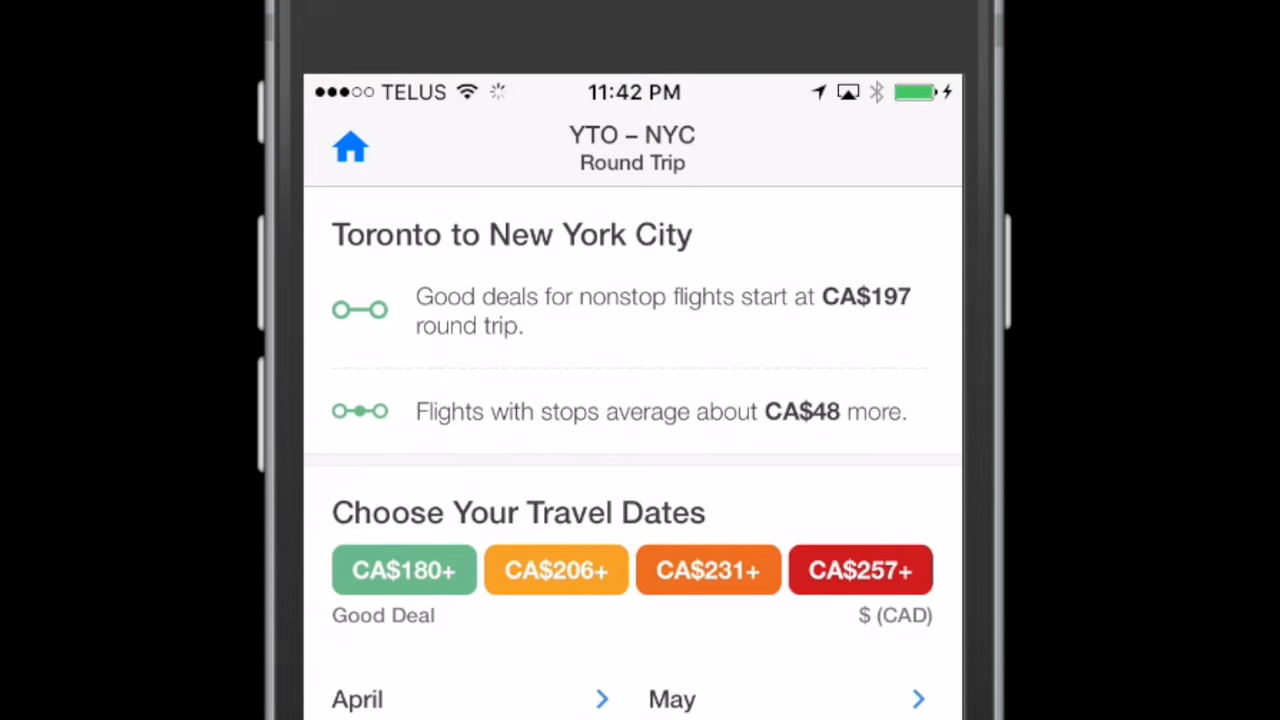 TELUS
11:42 PM
YTO – NYC
Round Trip
Toronto to New York City
Good deals for nonstop flights start at CA$197
round trip.
Flights with stops average about CA$48 more.
Choose Your Travel Dates
CA$180+ CA$206+ CA$231+ CA$257+
Good Deal $ (CAD)
April May